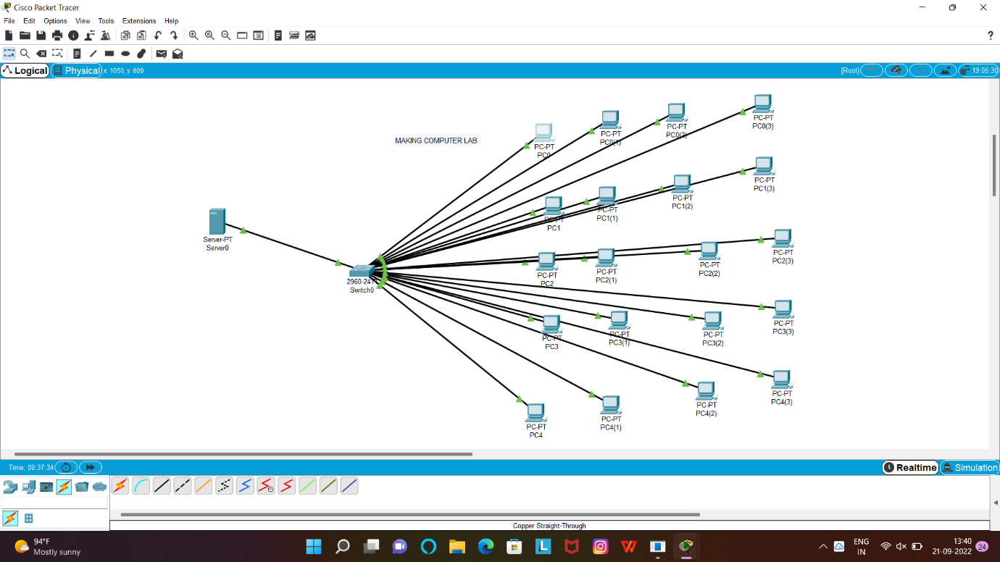 Cisco Packet Tracer
File Edit Options View Tools Extensions Help
?
Logical Physical x: 1050, y: 809 [Root] 19:05:30
MAKING COMPUTER LAB
PC-PT
PC0
PC-PT
PC0(1)
PC-PT
PC0(2)
PC-PT
PC0(3)
PC-PT
PC1
PC-PT
PC1(1)
PC-PT
PC1(2)
PC-PT
PC1(3)
Server-PT
Server0
2960-24TT
Switch0
PC-PT
PC2
PC-PT
PC2(1)
PC-PT
PC2(2)
PC-PT
PC2(3)
PC-PT
PC3
PC-PT
PC3(1)
PC-PT
PC3(2)
PC-PT
PC3(3)
PC-PT
PC4
PC-PT
PC4(1)
PC-PT
PC4(2)
PC-PT
PC4(3)
Time: 00:37:34 Realtime Simulation
Copper Straight-Through
94°F
Mostly sunny
ENG
IN
13:40
21-09-2022
24